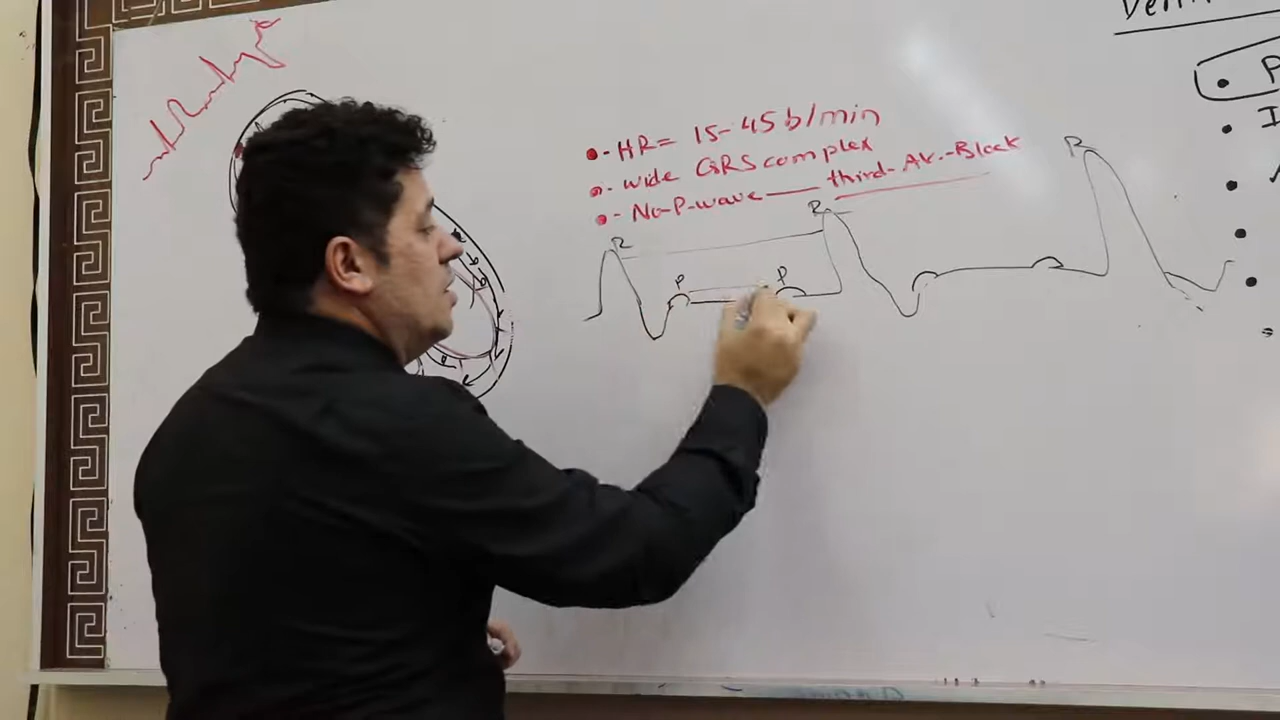 •- HR= 15-45 b/min
•- wide QRS complex
•- No-P-wave — third-Av.-Block
R
R
R
P
P